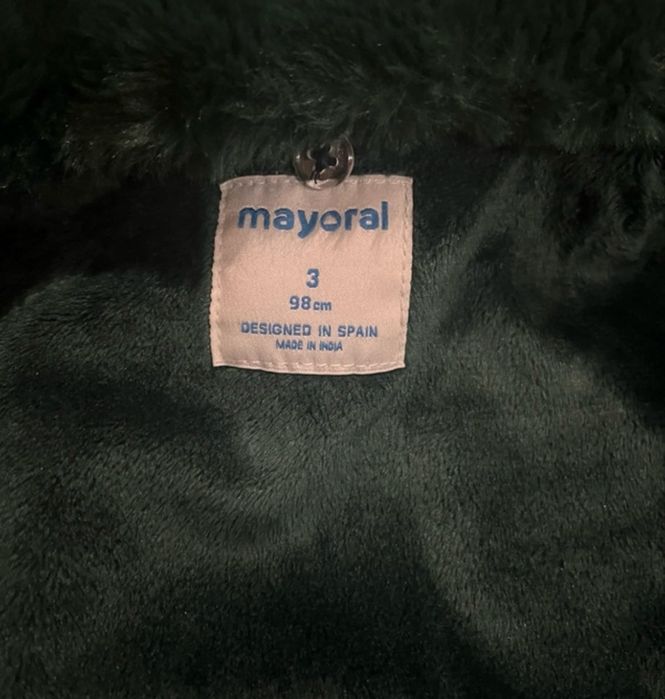 mayoral
3
98cm
DESIGNED IN SPAIN
MADE IN INDIA